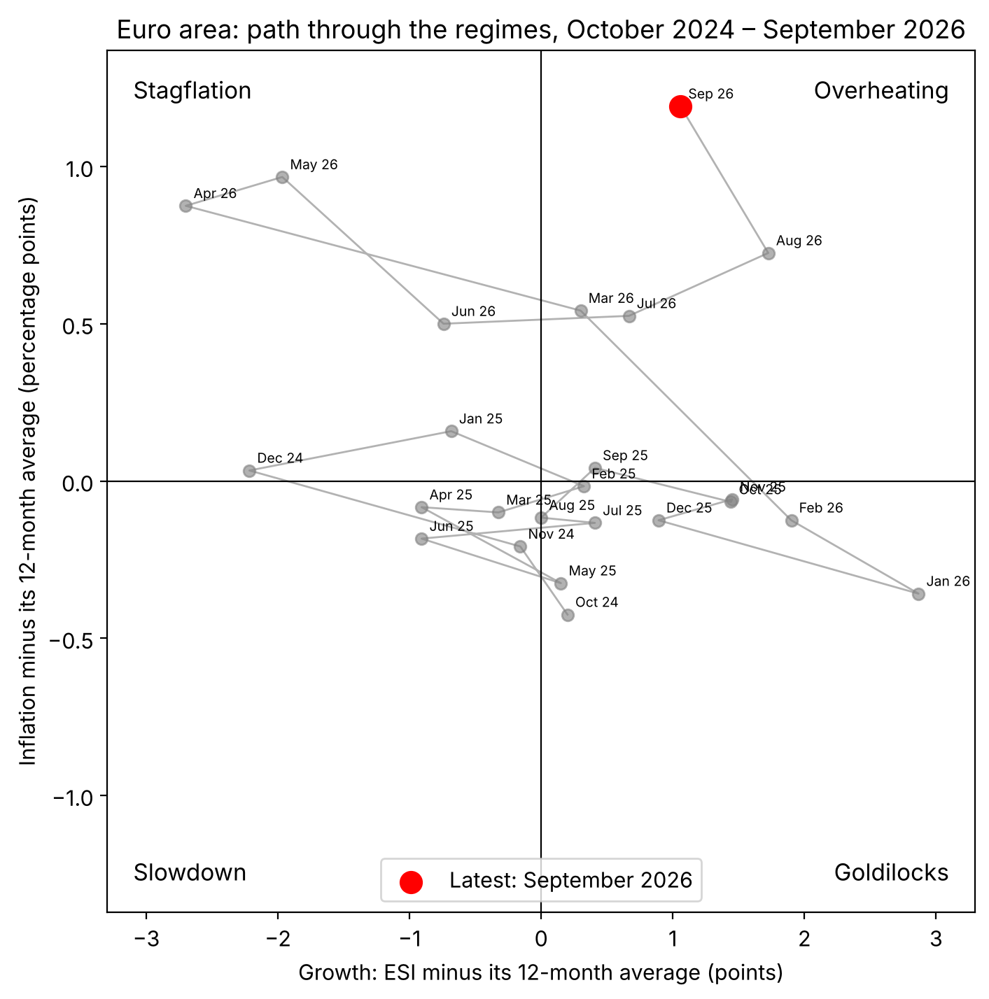 Euro area: path through the regimes, October 2024 – September 2026
Stagflation
Overheating
Sep 26
May 26
Apr 26
Aug 26
Mar 26
Jul 26
Jun 26
Jan 25
Dec 24
Sep 25
Feb 25
Nov 25
Oct 25
Apr 25
Mar 25
Aug 25
Jul 25
Dec 25
Feb 26
Jun 25
Nov 24
May 25
Jan 26
Oct 24
Slowdown
Goldilocks
Latest: September 2026
1.0
0.5
0.0
−0.5
−1.0
Inflation minus its 12-month average (percentage points)
−3
−2
−1
0
1
2
3
Growth: ESI minus its 12-month average (points)